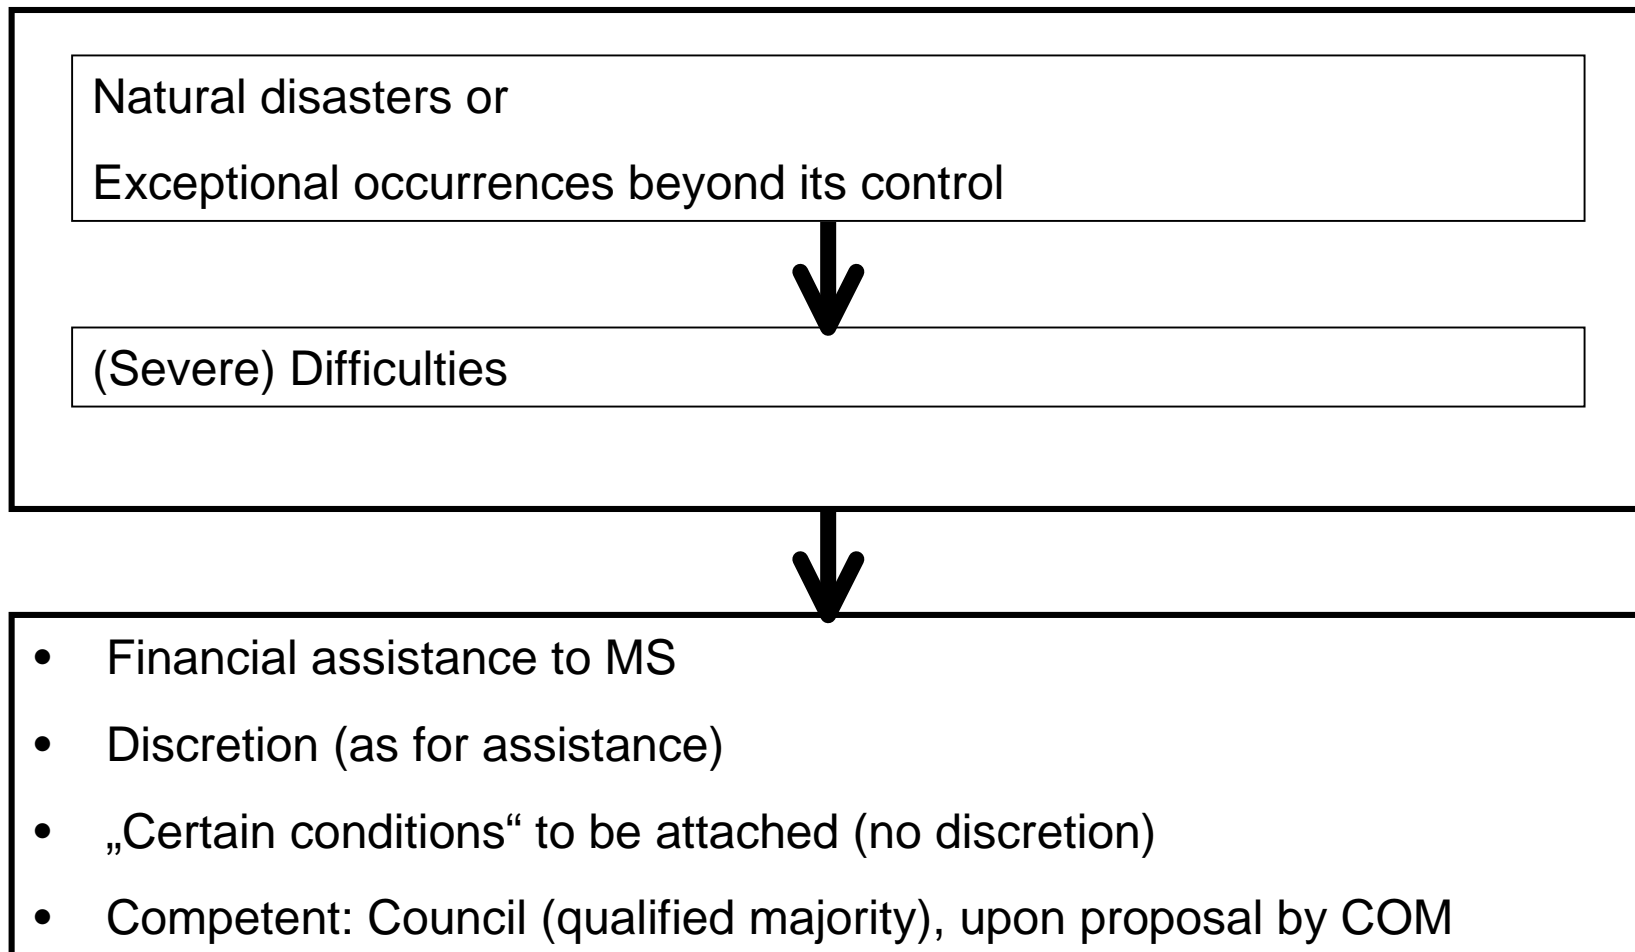 Natural disasters or
Exceptional occurrences beyond its control
(Severe) Difficulties
• Financial assistance to MS
• Discretion (as for assistance)
• „Certain conditions“ to be attached (no discretion)
• Competent: Council (qualified majority), upon proposal by COM